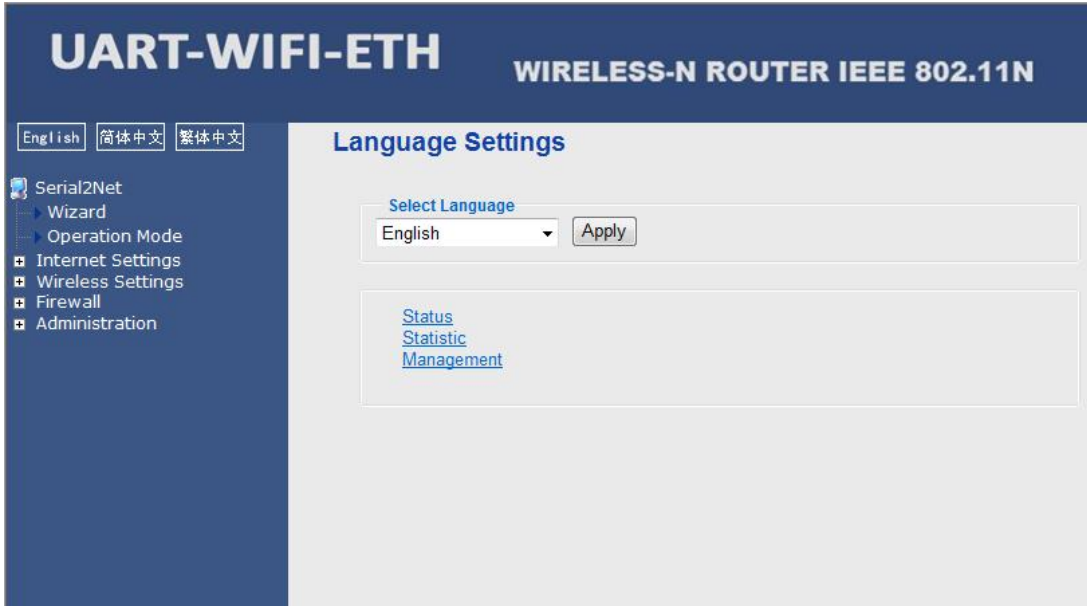 UART-WIFI-ETH
WIRELESS-N ROUTER IEEE 802.11N
English 简体中文 繁体中文
Serial2Net
Wizard
Operation Mode
Internet Settings
Wireless Settings
Firewall
Administration
Language Settings
Select Language
English Apply
Status
Statistic
Management